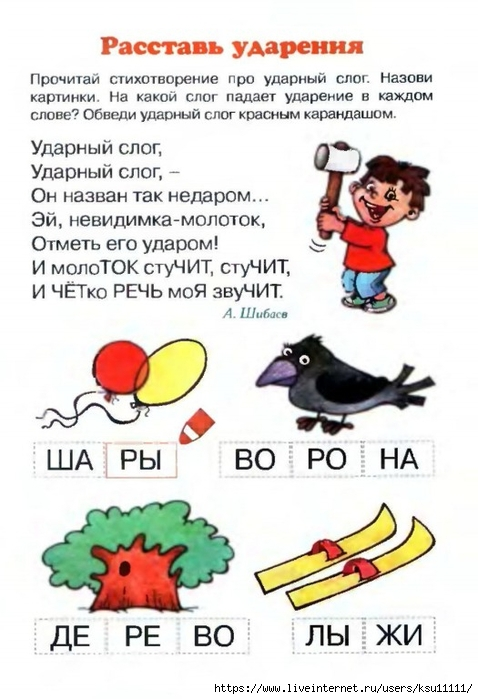 Расставь ударения
Прочитай стихотворение про ударный слог. Назови
картинки. На какой слог падает ударение в каждом
слове? Обведи ударный слог красным карандашом.
Ударный слог,
Ударный слог, –
Он назван так недаром...
Эй, невидимка-молоток,
Отметь его ударом!
И молоТОК стуЧИТ, стуЧИТ,
И ЧЁТко РЕЧЬ моЯ звуЧИТ.
А. Шибаев
ША РЫ
ВО РО НА
ДЕ РЕ ВО
ЛЫ ЖИ
https://www.liveinternet.ru/users/ksu11111/